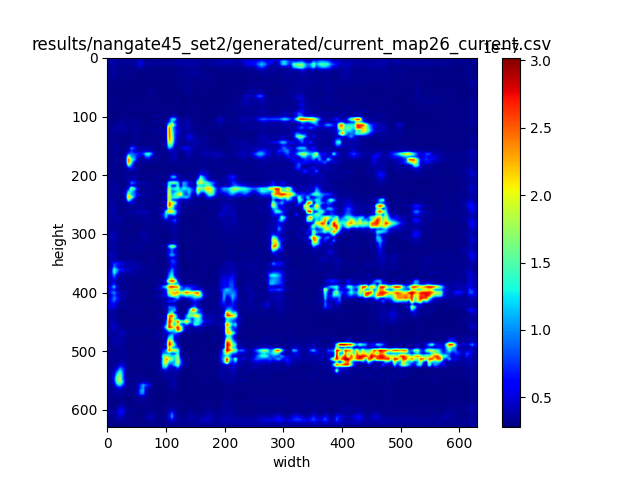 results/nangate45_set2/generated/current_map26_current.csv
1e−7
0
100
200
300
400
500
600
height
0 100 200 300 400 500 600
width
3.0
2.5
2.0
1.5
1.0
0.5